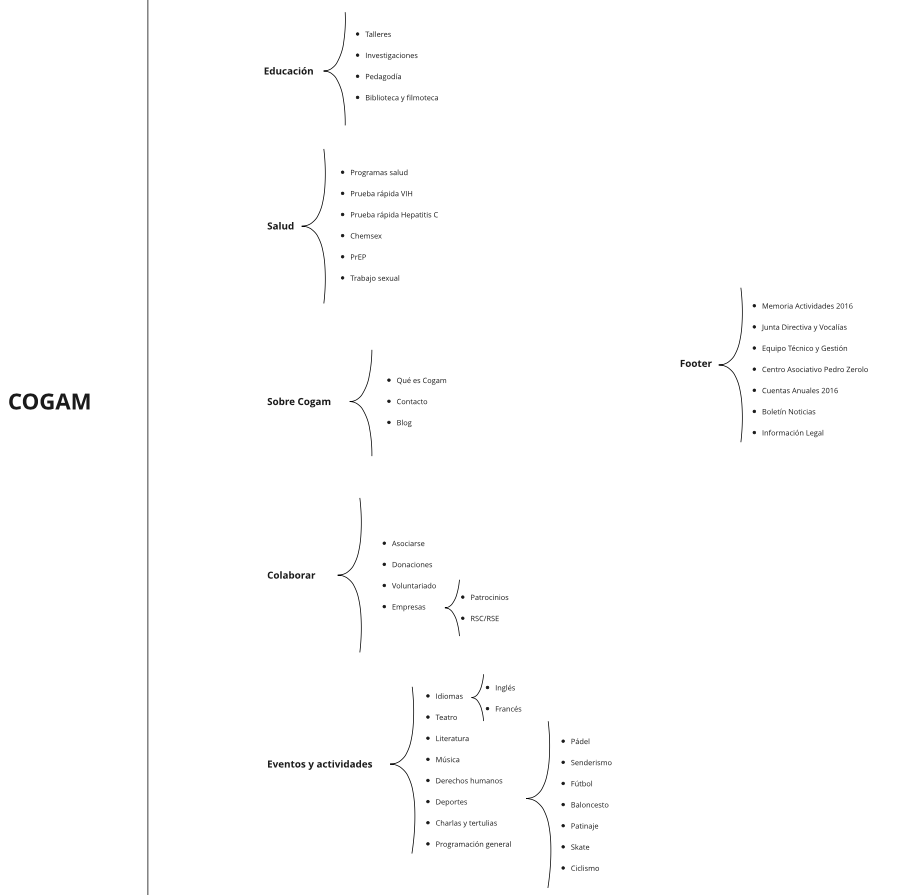 COGAM
Educación
Talleres
Investigaciones
Pedagodía
Biblioteca y filmoteca
Salud
Programas salud
Prueba rápida VIH
Prueba rápida Hepatitis C
Chemsex
PrEP
Trabajo sexual
Sobre Cogam
Qué es Cogam
Contacto
Blog
Colaborar
Asociarse
Donaciones
Voluntariado
Empresas
Patrocinios
RSC/RSE
Eventos y actividades
Idiomas
Inglés
Francés
Teatro
Literatura
Música
Derechos humanos
Deportes
Pádel
Senderismo
Fútbol
Baloncesto
Patinaje
Skate
Ciclismo
Charlas y tertulias
Programación general
Footer
Memoria Actividades 2016
Junta Directiva y Vocalías
Equipo Técnico y Gestión
Centro Asociativo Pedro Zerolo
Cuentas Anuales 2016
Boletín Noticias
Información Legal